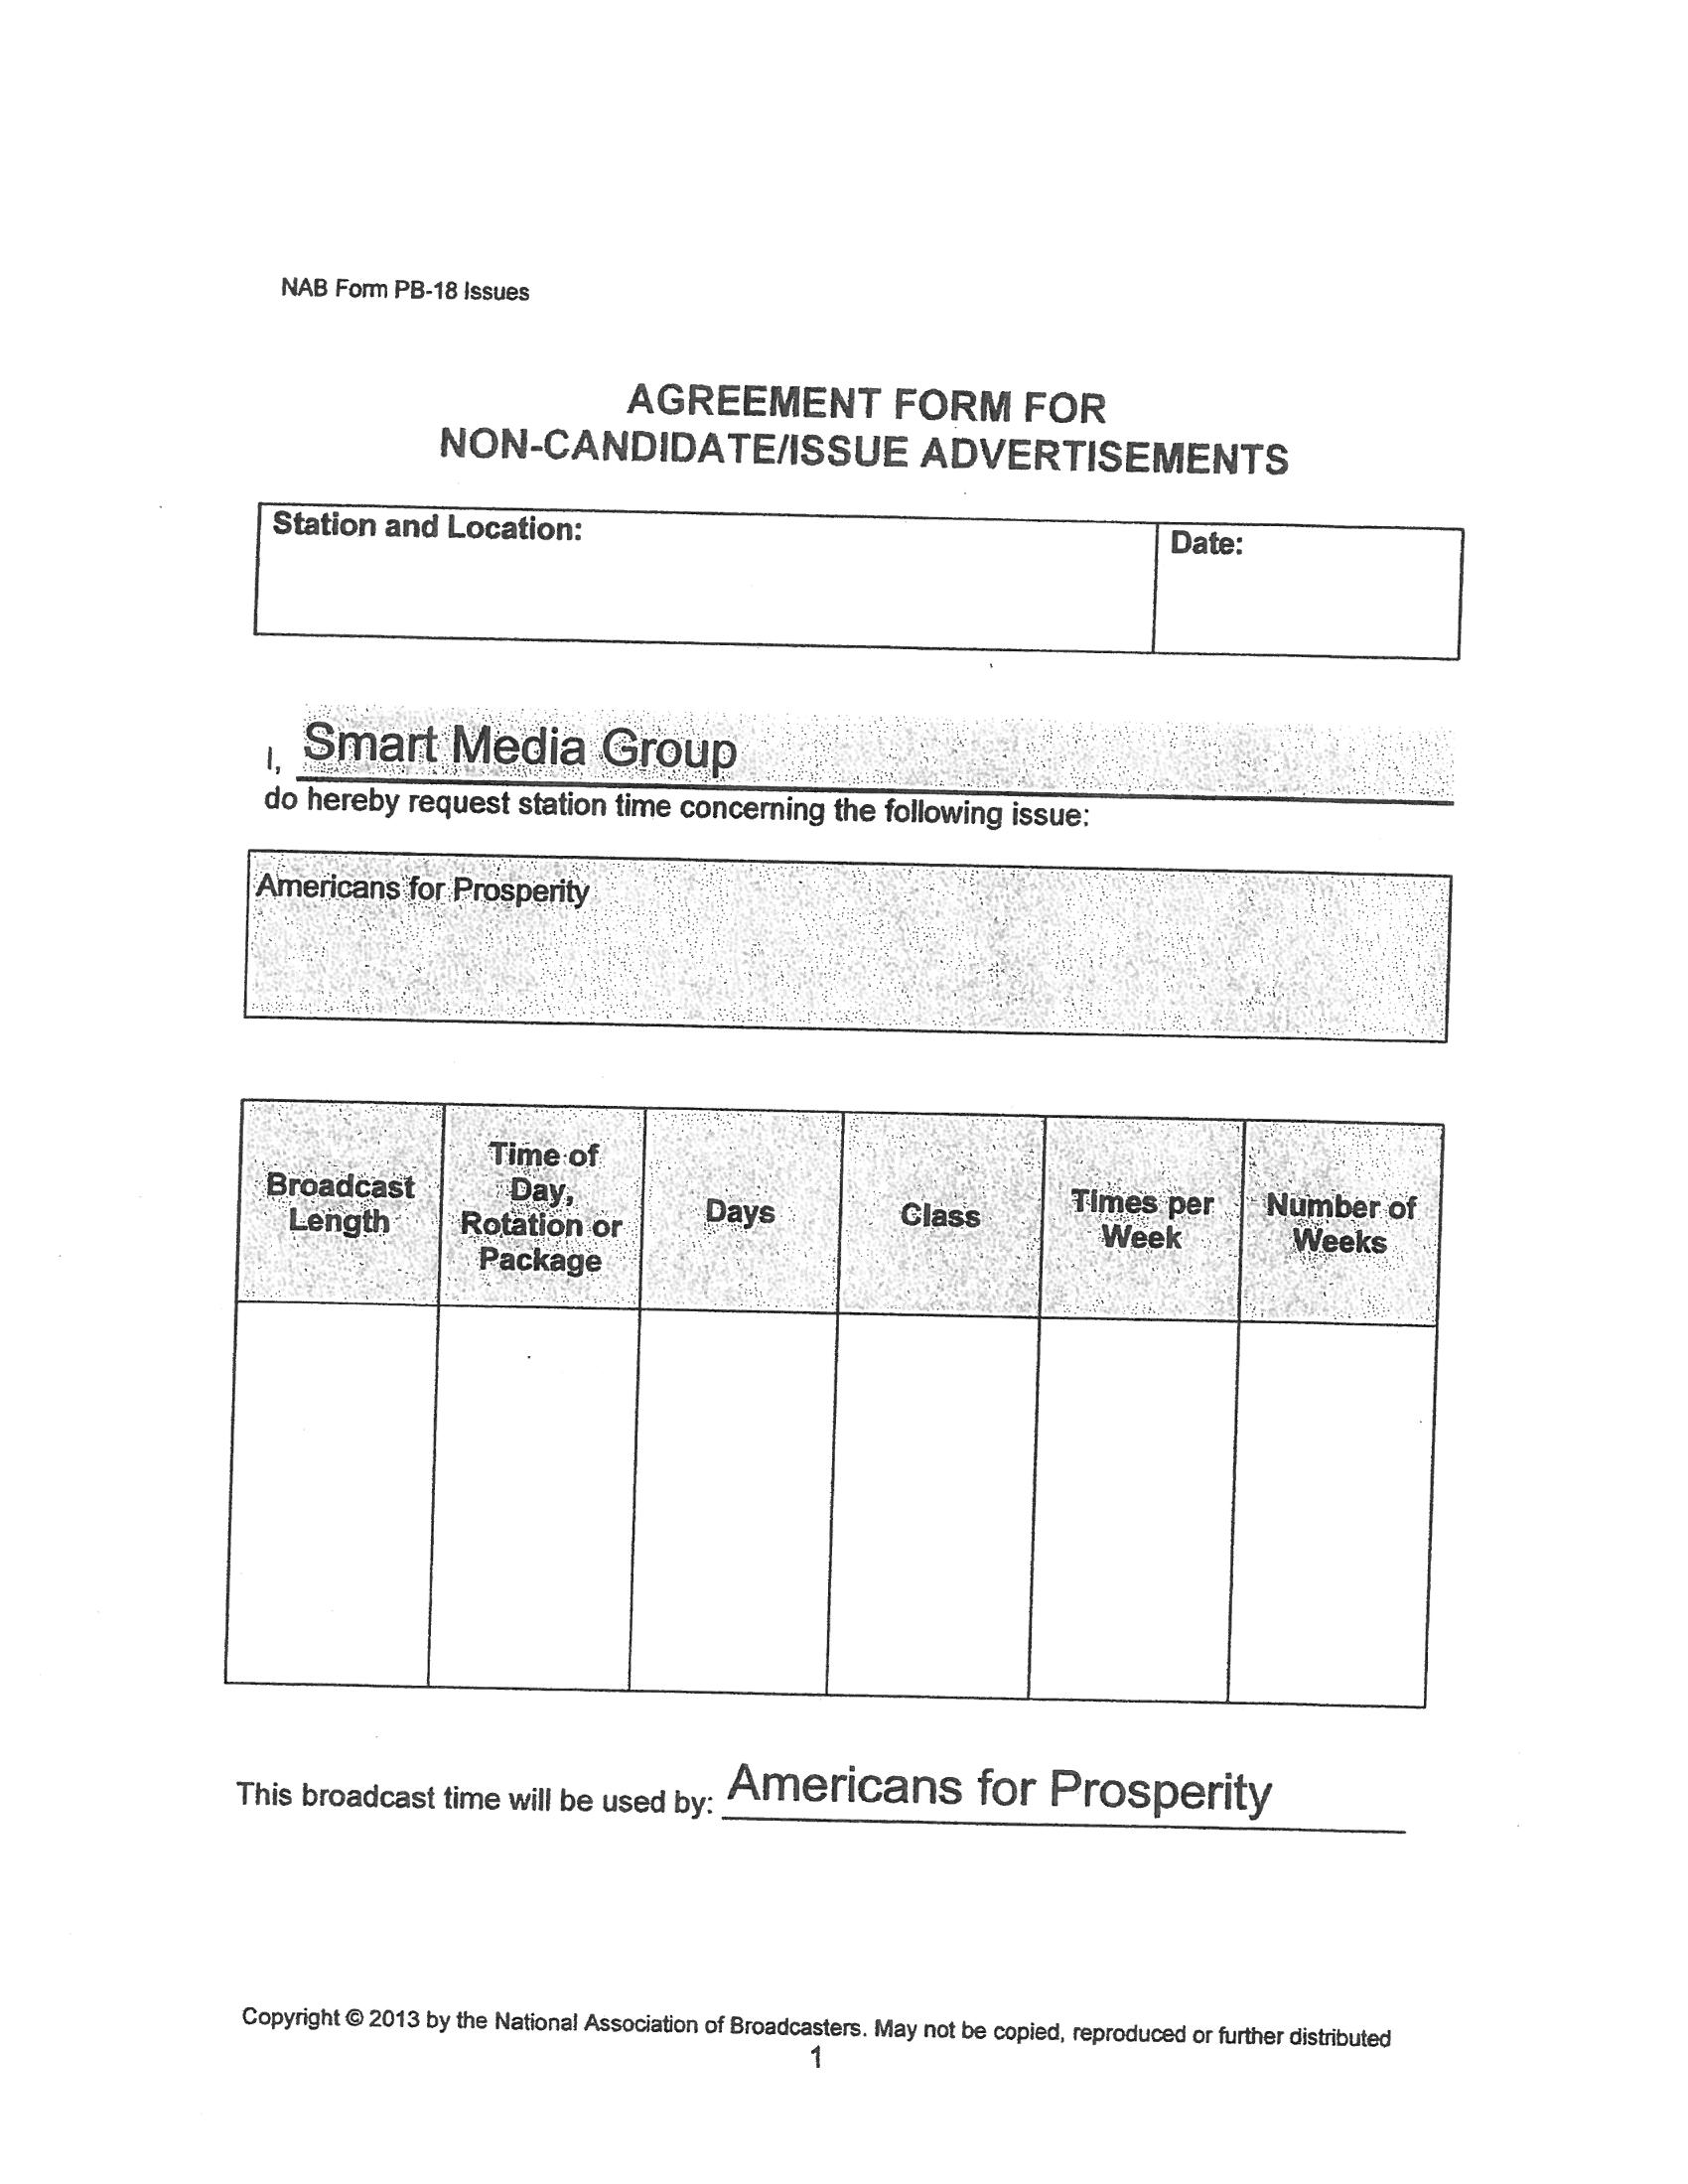 NAB Form PB-18 Issues
AGREEMENT FORM FOR
NON-CANDIDATE/ISSUE ADVERTISEMENTS
Station and Location:
Date:
I, Smart Media Group
do hereby request station time concerning the following issue:
Americans for Prosperity
Broadcast
Length
Time of
Day,
Rotation or
Package
Days
Class
Times per
Week
Number of
Weeks
This broadcast time will be used by: Americans for Prosperity
Copyright © 2013 by the National Association of Broadcasters. May not be copied, reproduced or further distributed
1